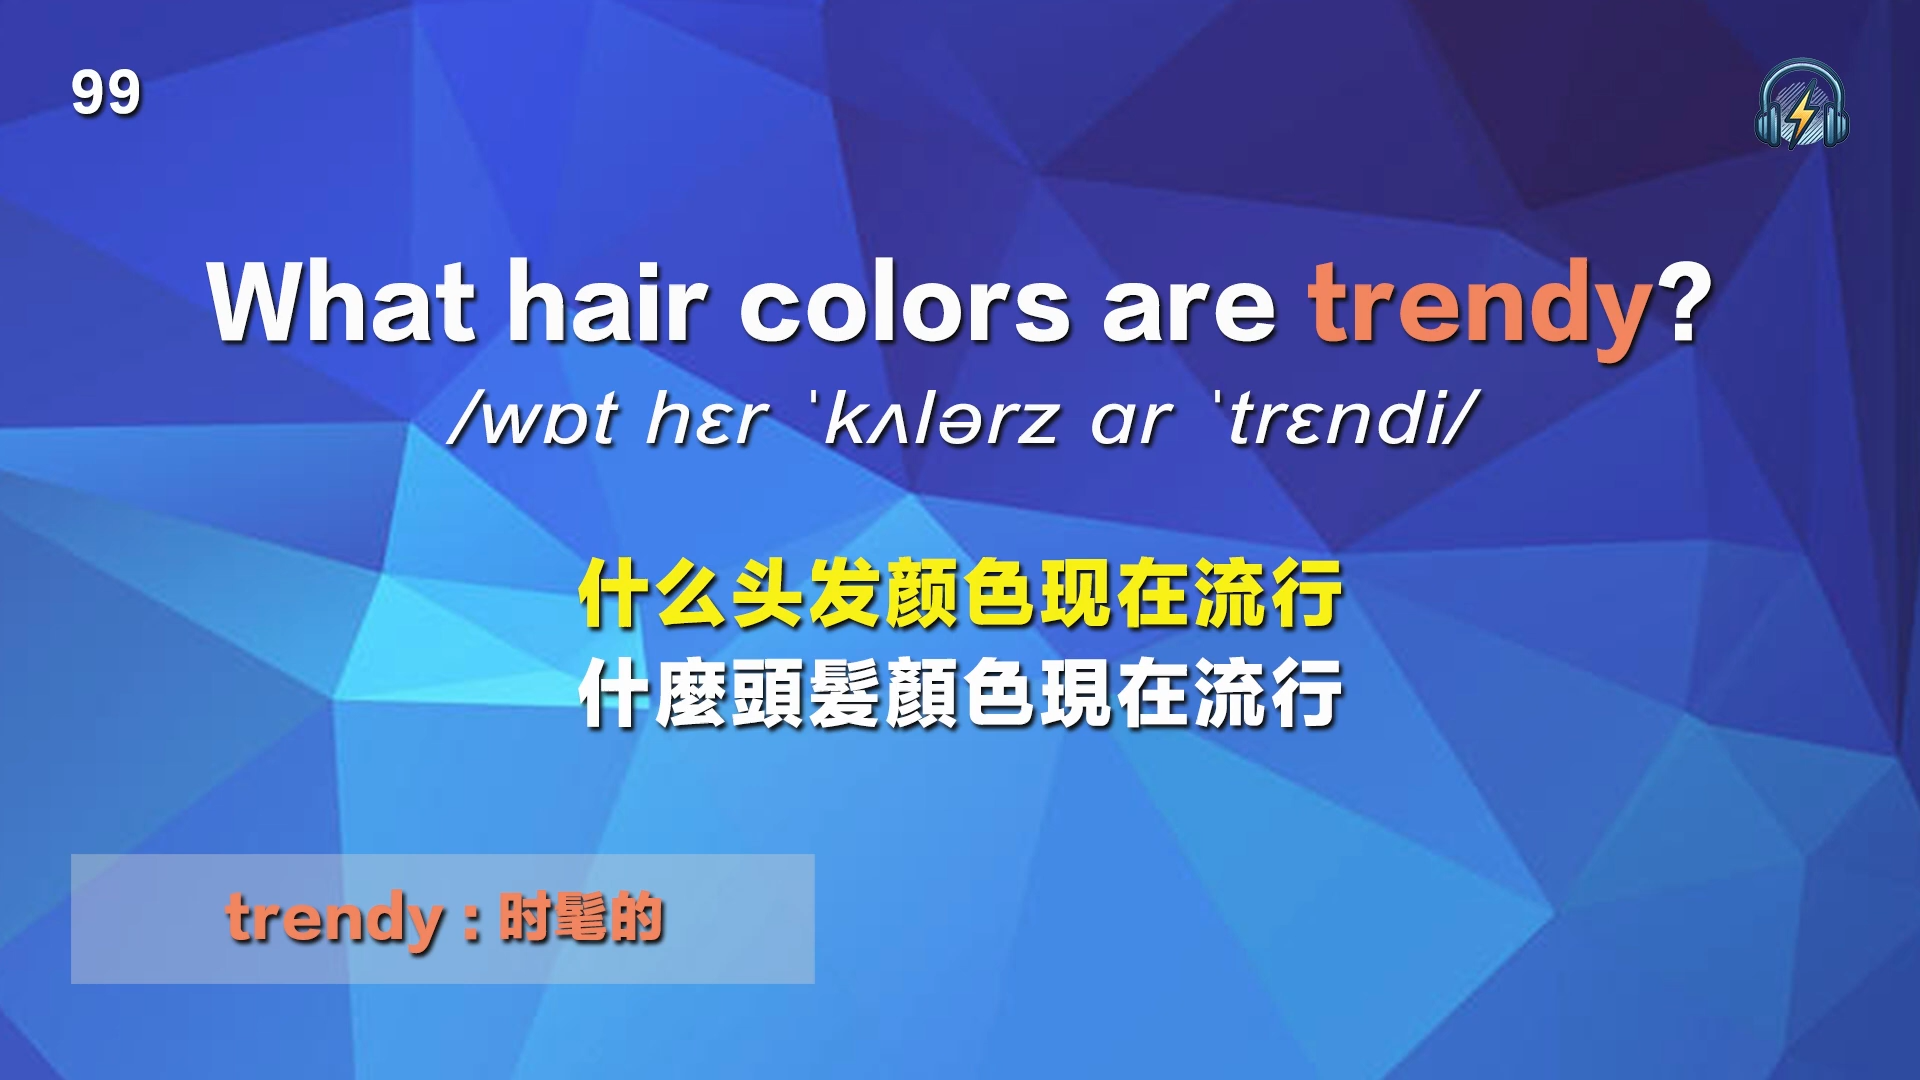 99
What hair colors are trendy?
/wɒt hɛr ˈkʌlərz ɑr ˈtrɛndi/
什么头发颜色现在流行
什麼頭髮顏色現在流行
trendy : 时髦的